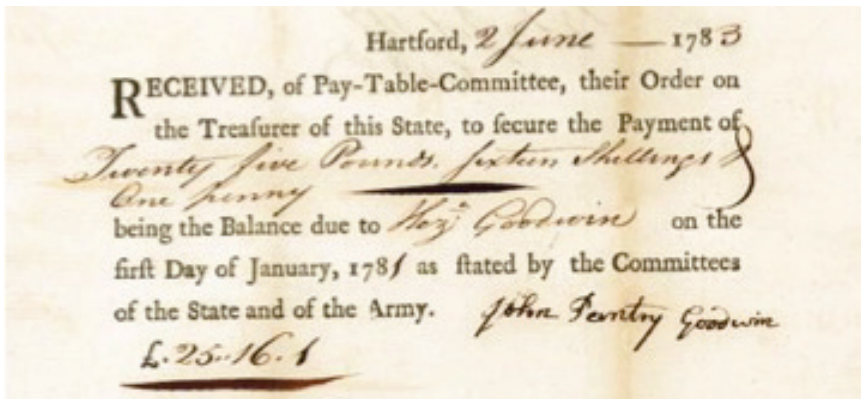 Hartford, 2 June — 1783
RECEIVED, of Pay-Table-Committee, their Order on
the Treaſurer of this State, to ſecure the Payment of
Twenty five Pounds. ſixteen Shillings &
One penny
being the Balance due to Hez.ᵃ Goodwin on the
firſt Day of January, 1781 as ſtated by the Committees
of the State and of the Army. John Pantry Goodwin
£.25..16.1